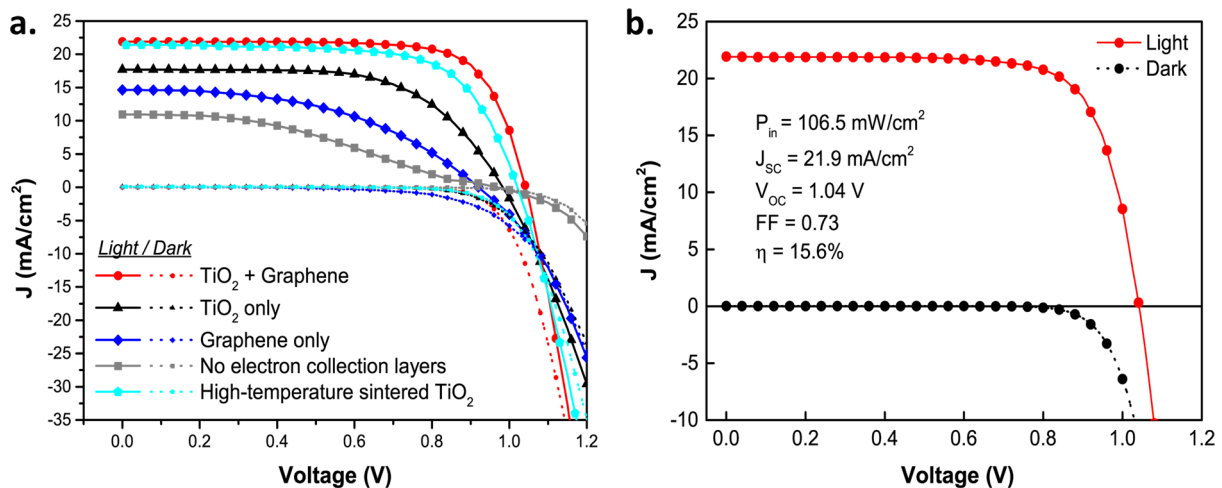 a.
25
20
15
10
5
0
-5
-10
-15
-20
-25
-30
-35
J (mA/cm²)
0.0 0.2 0.4 0.6 0.8 1.0 1.2
Voltage (V)
Light / Dark
TiO₂ + Graphene
TiO₂ only
Graphene only
No electron collection layers
High-temperature sintered TiO₂
b.
25
20
15
10
5
0
-5
-10
J (mA/cm²)
0.0 0.2 0.4 0.6 0.8 1.0 1.2
Voltage (V)
Light
Dark
Pin = 106.5 mW/cm²
JSC = 21.9 mA/cm²
VOC = 1.04 V
FF = 0.73
η = 15.6%